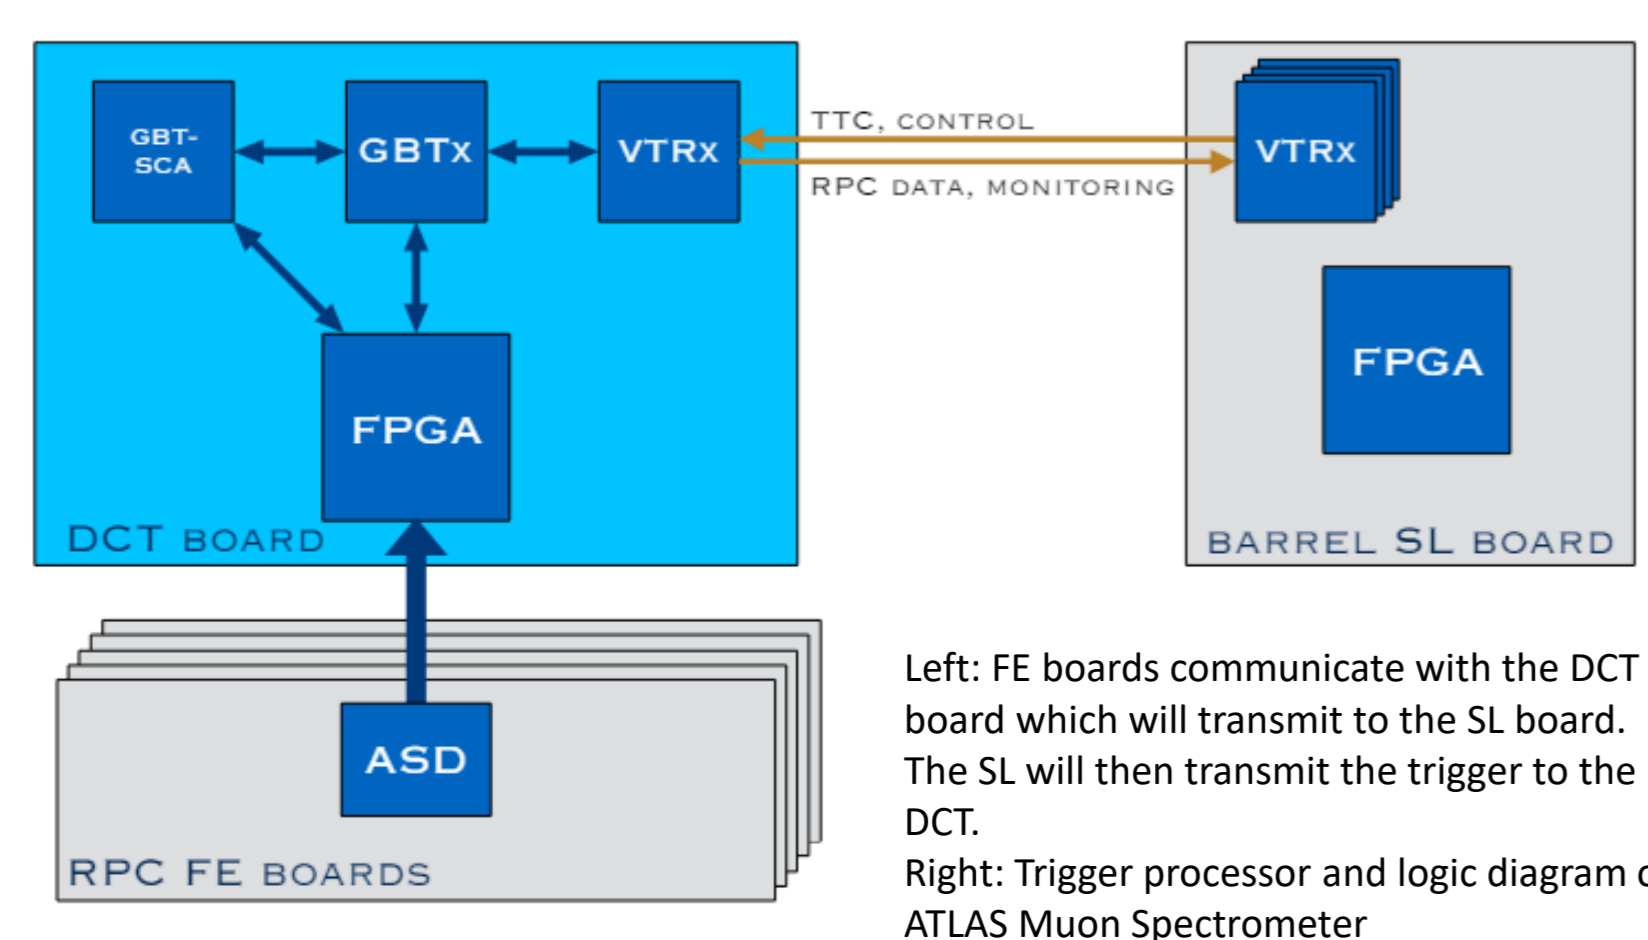 GBT-
SCA
GBTx
VTRx
TTC, CONTROL
RPC DATA, MONITORING
VTRx
FPGA
FPGA
DCT BOARD
BARREL SL BOARD
ASD
RPC FE BOARDS
Left: FE boards communicate with the DCT
board which will transmit to the SL board.
The SL will then transmit the trigger to the
DCT.
Right: Trigger processor and logic diagram
ATLAS Muon Spectrometer